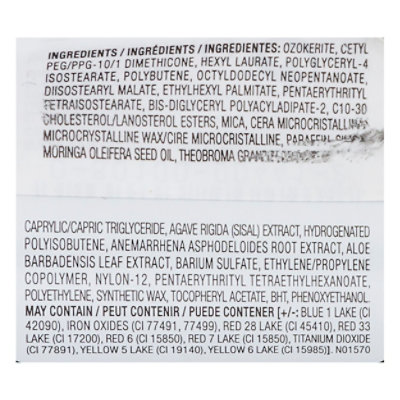 INGREDIENTS / INGRÉDIENTS / INGREDIENTES: OZOKERITE, CETYL
PEG/PPG-10/1 DIMETHICONE, HEXYL LAURATE, POLYGLYCERYL-4
ISOSTEARATE, POLYBUTENE, OCTYLDODECYL NEOPENTANOATE,
DIISOSTEARYL MALATE, ETHYLHEXYL PALMITATE, PENTAERYTHRITYL
TETRAISOSTEARATE, BIS-DIGLYCERYL POLYACYLADIPATE-2, C10-30
CHOLESTEROL/LANOSTEROL ESTERS, MICA, CERA MICROCRISTALLINA/
MICROCRYSTALLINE WAX/CIRE MICROCRISTALLINE,
MORINGA OLEIFERA SEED OIL, THEOBROMA
CAPRYLIC/CAPRIC TRIGLYCERIDE, AGAVE RIGIDA (SISAL) EXTRACT, HYDROGENATED
POLYISOBUTENE, ANEMARRHENA ASPHODELOIDES ROOT EXTRACT, ALOE
BARBADENSIS LEAF EXTRACT, BARIUM SULFATE, ETHYLENE/PROPYLENE
COPOLYMER, NYLON-12, PENTAERYTHRITYL TETRAETHYLHEXANOATE,
POLYETHYLENE, SYNTHETIC WAX, TOCOPHERYL ACETATE, BHT, PHENOXYETHANOL.
MAY CONTAIN / PEUT CONTENIR / PUEDE CONTENER [+/-: BLUE 1 LAKE (CI
42090), IRON OXIDES (CI 77491, 77499), RED 28 LAKE (CI 45410), RED 33
LAKE (CI 17200), RED 6 (CI 15850), RED 7 LAKE (CI 15850), TITANIUM DIOXIDE
(CI 77891), YELLOW 5 LAKE (CI 19140), YELLOW 6 LAKE (CI 15985)]. N01570